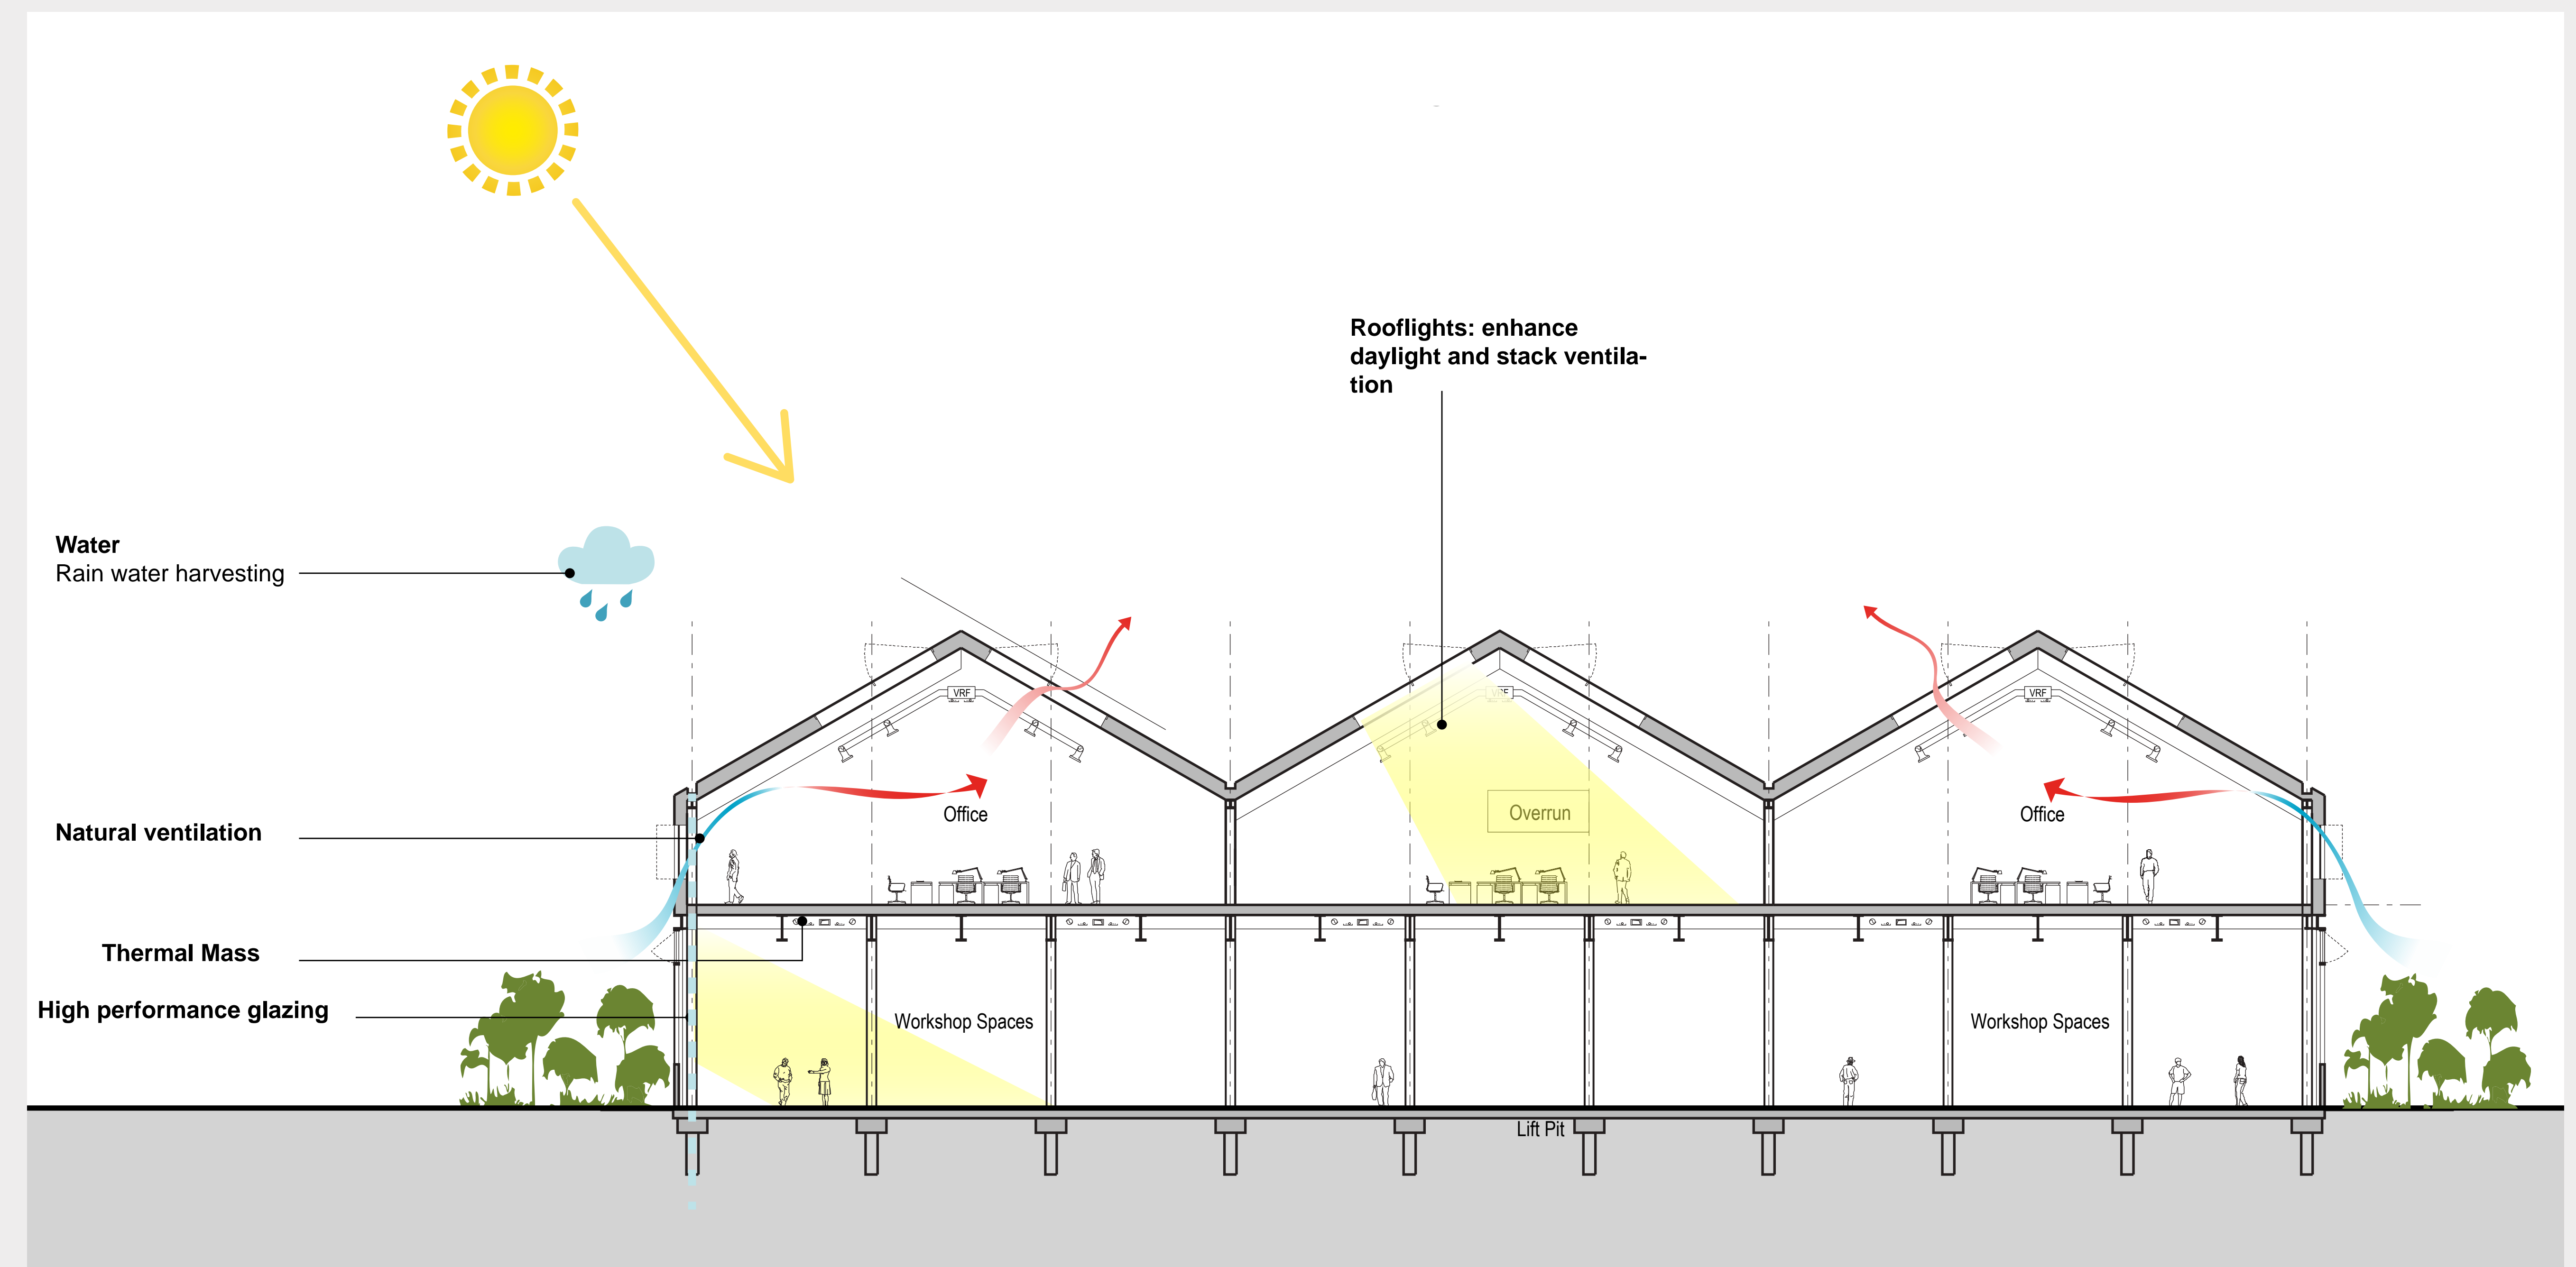 Rooflights: enhance
daylight and stack ventila-
tion
Water
Rain water harvesting
VRF
VRF
VRF
Natural ventilation
Office
Overrun
Office
Thermal Mass
High performance glazing
Workshop Spaces
Workshop Spaces
Lift Pit